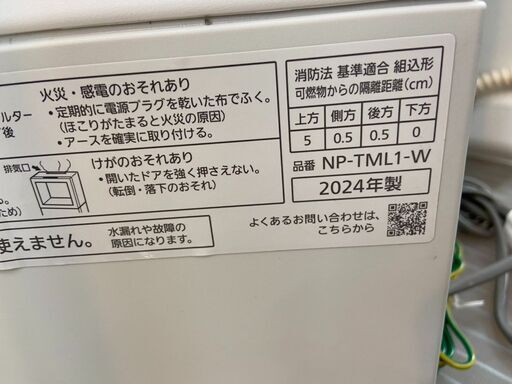 火災・感電のおそれあり
・定期的に電源プラグを乾いた布でふく。
(ほこりがたまると火災の原因)
・アースを確実に取り付ける。
ルター
後
排気口
けがのおそれあり
・開いたドアを強く押さえない。
(転倒・落下のおそれ)
ため)
使えません。
水漏れや故障の
原因になります。
消防法 基準適合 組込形
可燃物からの隔離距離(cm)
上方 側方 後方 下方
5 0.5 0.5 0
品番 NP-TML1-W
2024年製
よくあるお問い合わせは、
こちらから